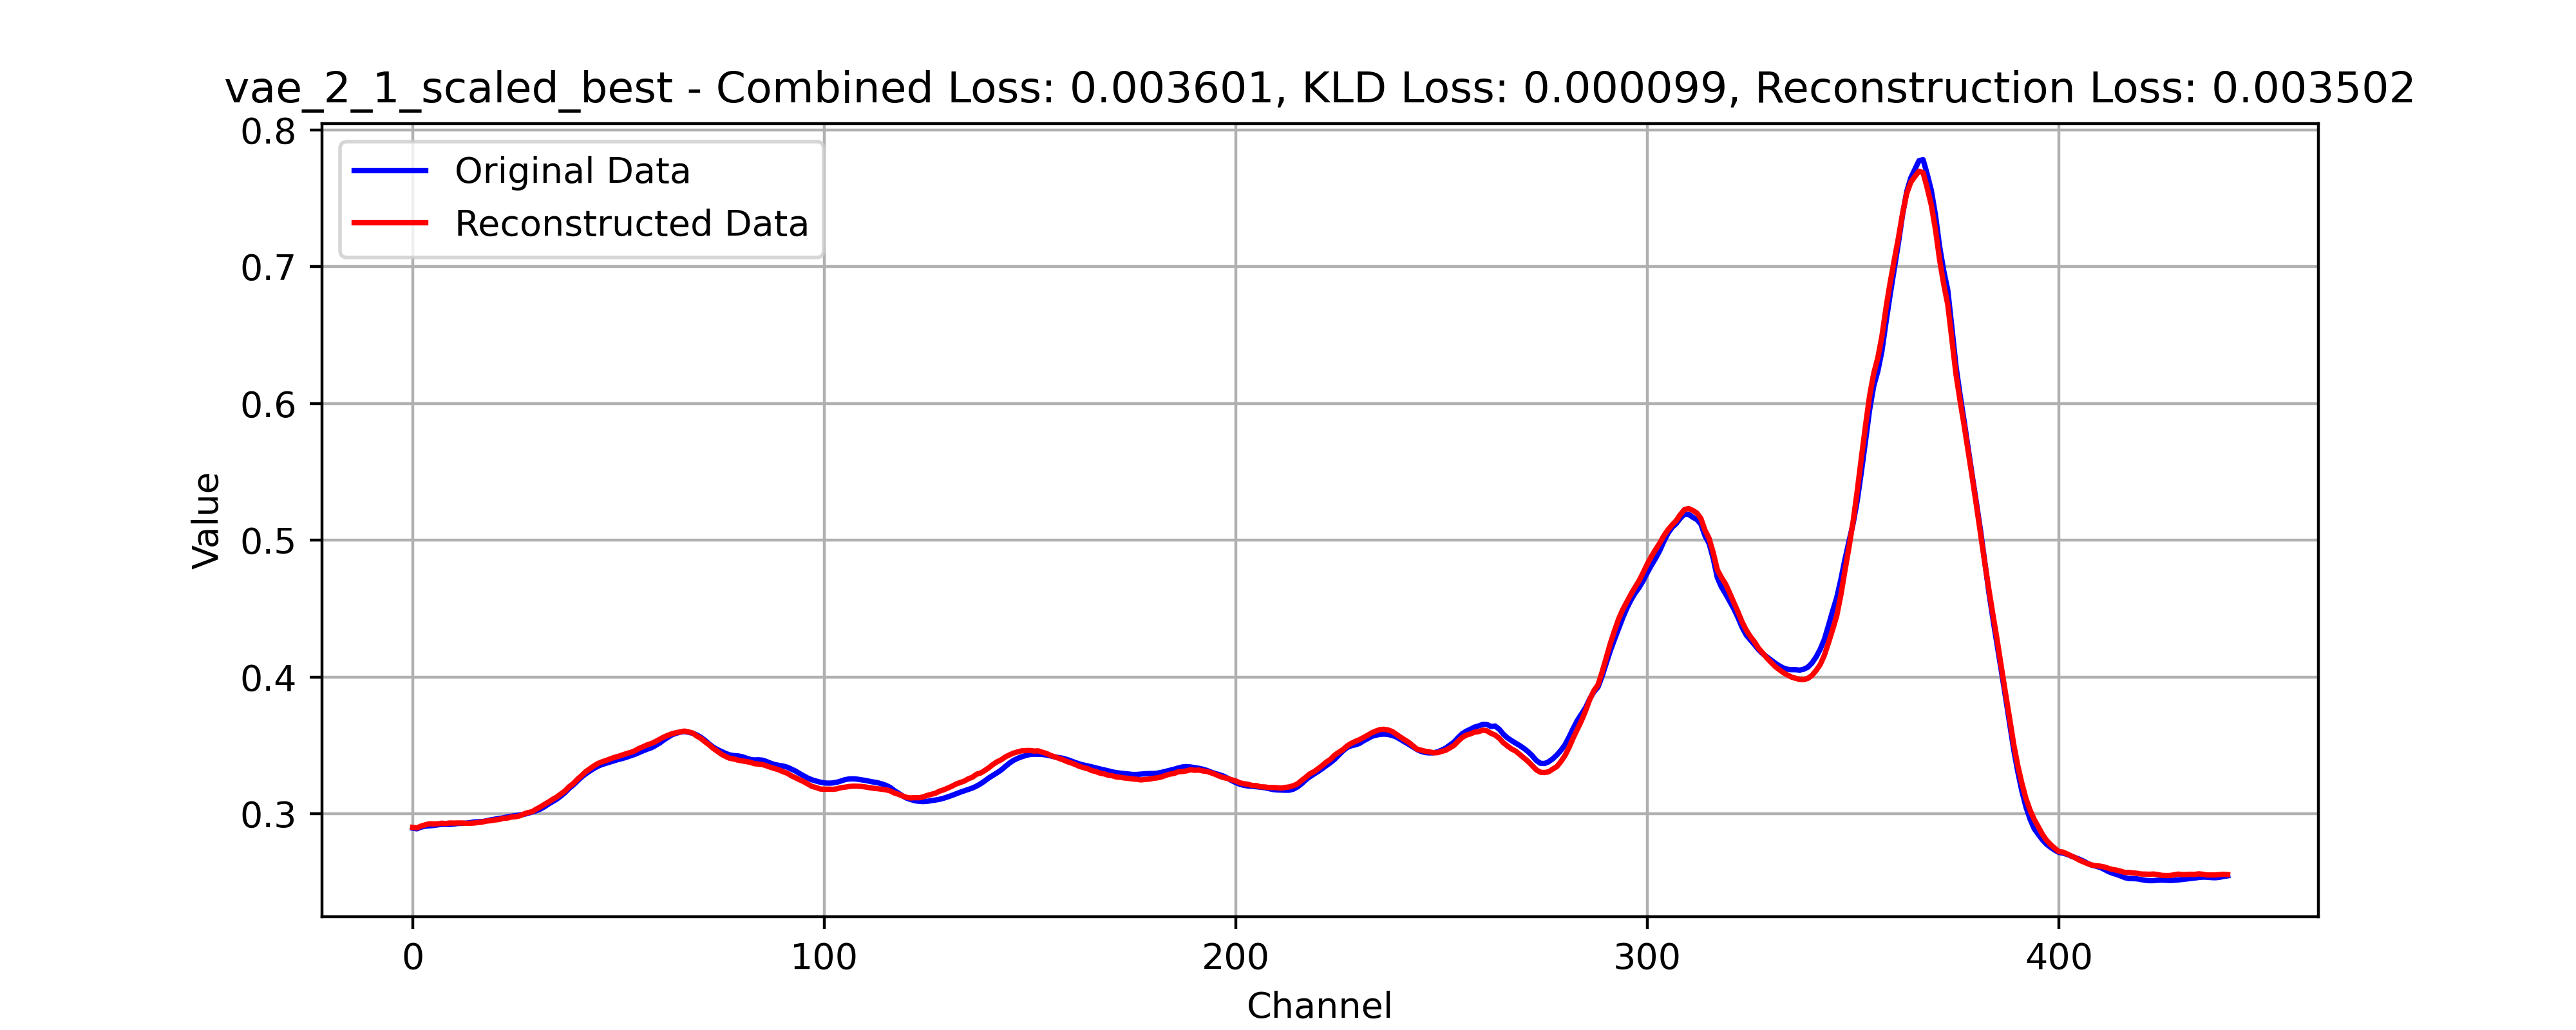 vae_2_1_scaled_best - Combined Loss: 0.003601, KLD Loss: 0.000099, Reconstruction Loss: 0.003502
Original Data
Reconstructed Data
0.8
0.7
0.6
0.5
0.4
0.3
Value
0 100 200 300 400
Channel